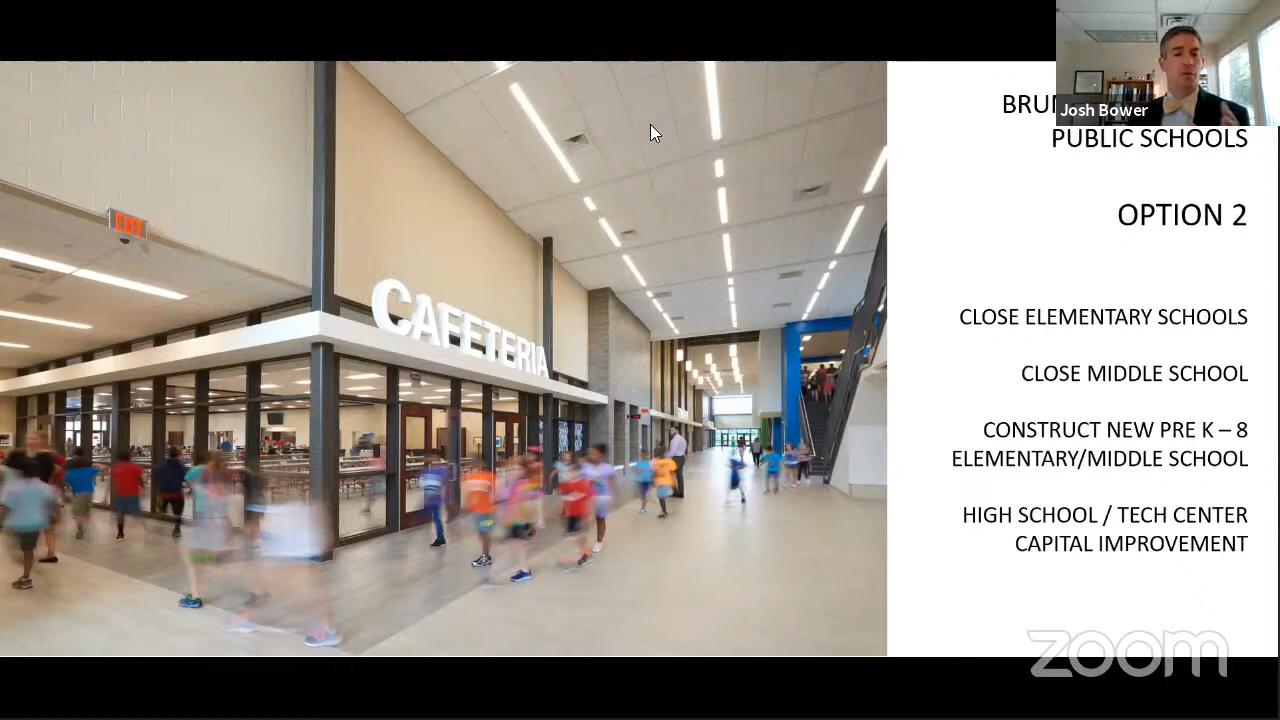 Josh Bower
PUBLIC SCHOOLS
OPTION 2
CLOSE ELEMENTARY SCHOOLS
CLOSE MIDDLE SCHOOL
CONSTRUCT NEW PRE K – 8
ELEMENTARY/MIDDLE SCHOOL
HIGH SCHOOL / TECH CENTER
CAPITAL IMPROVEMENT
EXIT
CAFETERIA
zoom